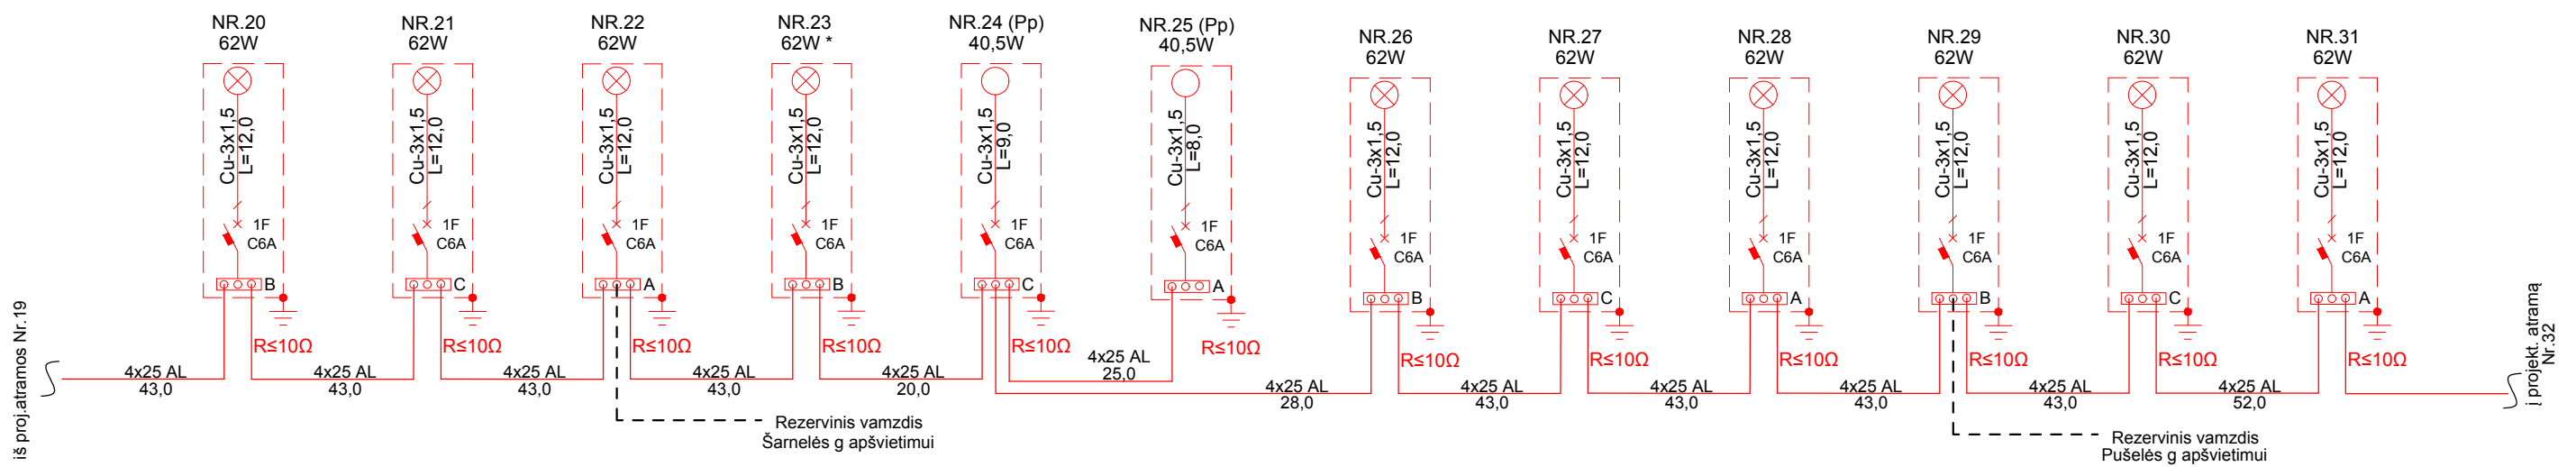 NR.20
62W
NR.21
62W
NR.22
62W
NR.23
62W *
NR.24 (Pp)
40,5W
NR.25 (Pp)
40,5W
NR.26
62W
NR.27
62W
NR.28
62W
NR.29
62W
NR.30
62W
NR.31
62W
Cu-3x1,5
L=12,0
Cu-3x1,5
L=12,0
Cu-3x1,5
L=12,0
Cu-3x1,5
L=12,0
Cu-3x1,5
L=9,0
Cu-3x1,5
L=8,0
Cu-3x1,5
L=12,0
Cu-3x1,5
L=12,0
Cu-3x1,5
L=12,0
Cu-3x1,5
L=12,0
Cu-3x1,5
L=12,0
Cu-3x1,5
L=12,0
1F
C6A
1F
C6A
1F
C6A
1F
C6A
1F
C6A
1F
C6A
1F
C6A
1F
C6A
1F
C6A
1F
C6A
1F
C6A
1F
C6A
B
C
A
B
C
A
B
C
A
B
C
A
R≤10Ω
R≤10Ω
R≤10Ω
R≤10Ω
R≤10Ω
R≤10Ω
R≤10Ω
R≤10Ω
R≤10Ω
R≤10Ω
R≤10Ω
R≤10Ω
iš proj.atramos Nr.19
4x25 AL
43,0
4x25 AL
43,0
4x25 AL
43,0
4x25 AL
43,0
4x25 AL
20,0
4x25 AL
25,0
4x25 AL
28,0
4x25 AL
43,0
4x25 AL
43,0
4x25 AL
43,0
4x25 AL
43,0
4x25 AL
52,0
į projekt. atramą
Nr.32
Rezervinis vamzdis
Šarnelės g apšvietimui
Rezervinis vamzdis
Pušelės g apšvietimui